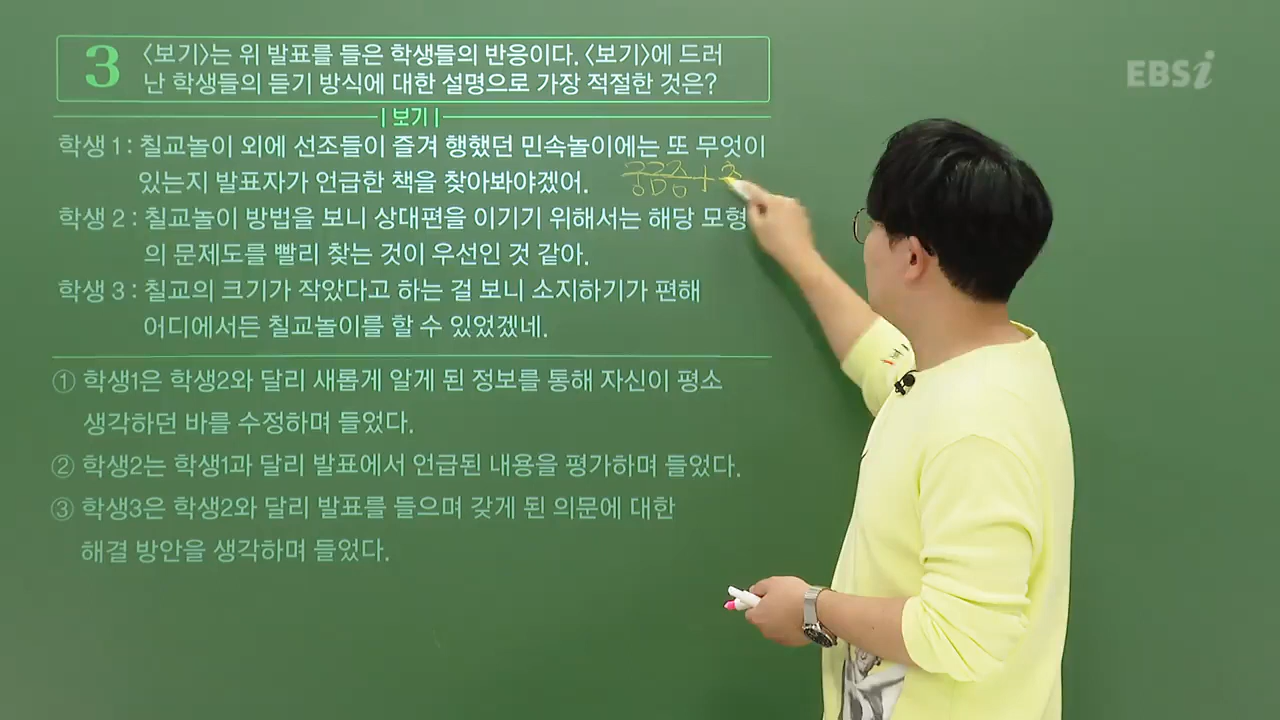 3
〈보기〉는 위 발표를 들은 학생들의 반응이다. 〈보기〉에 드러
난 학생들의 듣기 방식에 대한 설명으로 가장 적절한 것은?
EBSi
| 보기 |
학생 1 : 칠교놀이 외에 선조들이 즐겨 행했던 민속놀이에는 또 무엇이
있는지 발표자가 언급한 책을 찾아봐야겠어.
궁금증 + 추
학생 2 : 칠교놀이 방법을 보니 상대편을 이기기 위해서는 해당 모형
의 문제도를 빨리 찾는 것이 우선인 것 같아.
학생 3 : 칠교의 크기가 작았다고 하는 걸 보니 소지하기가 편해
어디에서든 칠교놀이를 할 수 있었겠네.
① 학생1은 학생2와 달리 새롭게 알게 된 정보를 통해 자신이 평소
생각하던 바를 수정하며 들었다.
② 학생2는 학생1과 달리 발표에서 언급된 내용을 평가하며 들었다.
③ 학생3은 학생2와 달리 발표를 들으며 갖게 된 의문에 대한
해결 방안을 생각하며 들었다.